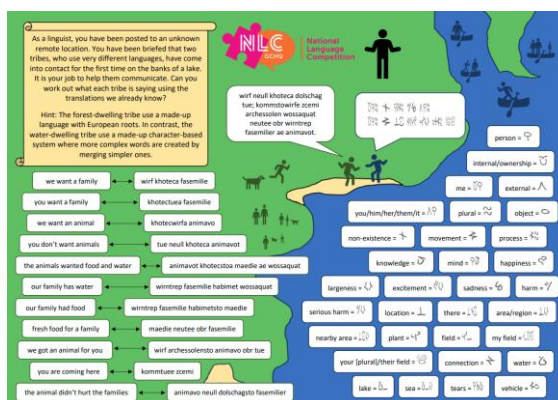 As a linguist, you have been posted to an unknown
remote location. You have been briefed that two
tribes, who use very different languages, have come
into contact for the first time on the banks of a lake.
It is your job to help them communicate. Can you
work out what each tribe is saying using the
translations we already know?
Hint: The forest-dwelling tribe use a made-up
language with European roots. In contrast, the
water-dwelling tribe use a made-up character-based
system where more complex words are created by
merging simpler ones.
NLC
GCHQ
National
Language
Competition
wirf neull khoteca dolschag
tue; kommstowirfe zcemi
archessolen wossaquat
neutee obr wirntrep
fasemilier ae animavot.
we want a family
wirf khoteca fasemilie
you want a family
khotectuea fasemilie
we want an animal
khotecwirfa animavo
you don't want animals
tue neull khoteca animavot
the animals wanted food and water
animavot khotecstoa maedie ae wossaquat
our family has water
wirntrep fasemilie habimet wossaquat
our family had food
wirntrep fasemilie habimetsto maedie
fresh food for a family
maedie neutee obr fasemilie
we got an animal for you
wirf archessolensto animavo obr tue
you are coming here
kommtuee zcemi
the animal didn't hurt the families
animavo neull dolschagsto fasemilier
person =
internal/ownership =
me =
external =
you/him/her/them/it =
plural =
object =
non-existence =
movement =
process =
knowledge =
mind =
happiness =
largeness =
excitement =
sadness =
harm =
serious harm =
location =
there =
area/region =
nearby area =
plant =
field =
my field =
your [plural]/their field =
connection =
water =
lake =
sea =
tears =
vehicle =